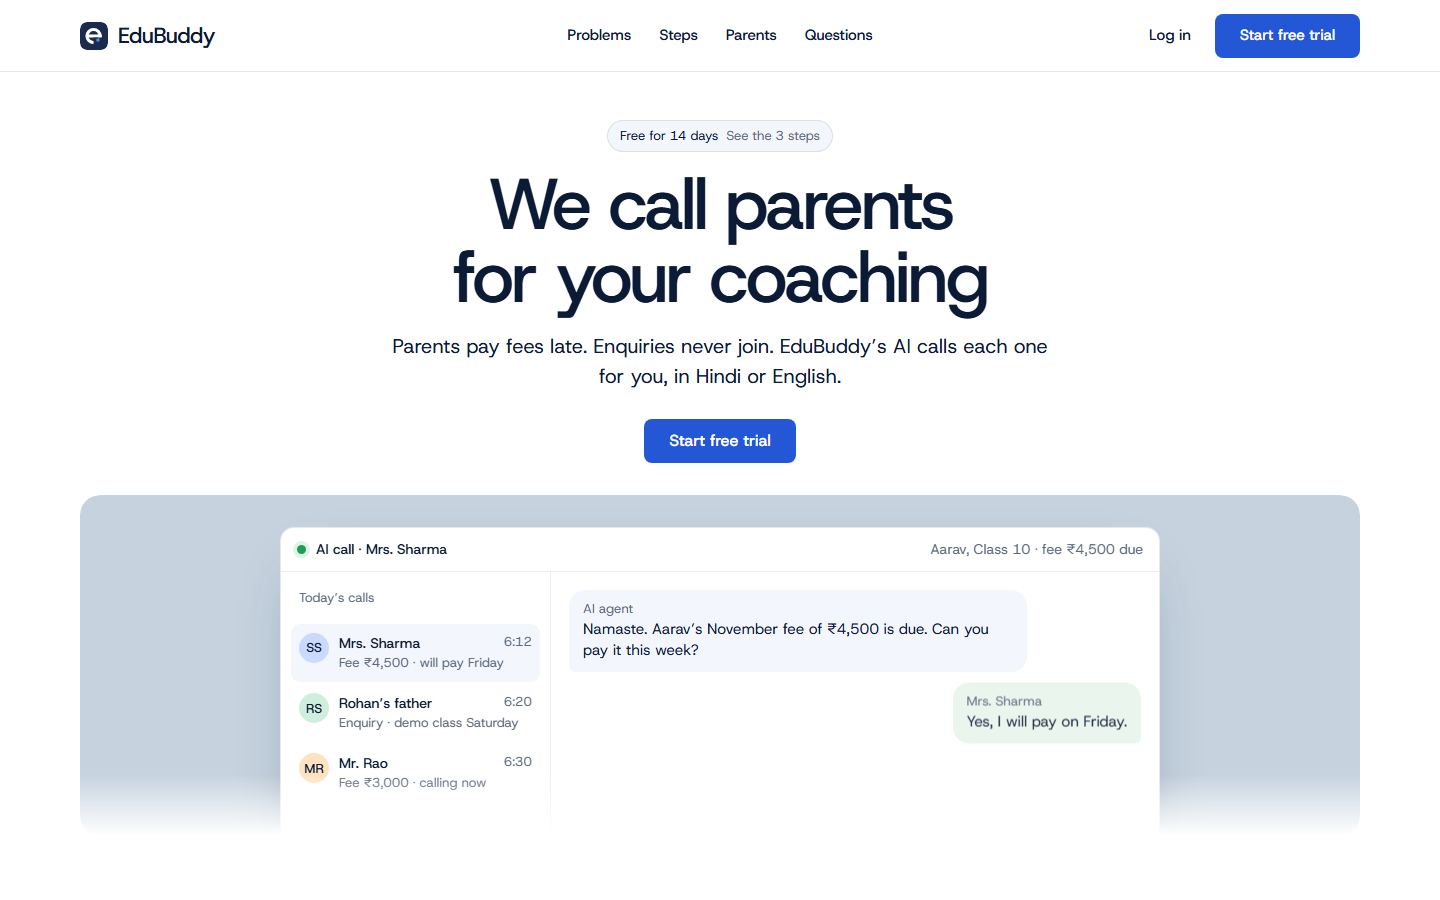 EduBuddy
Problems
Steps
Parents
Questions
Log in
Start free trial
Free for 14 days See the 3 steps
We call parents
for your coaching
Parents pay fees late. Enquiries never join. EduBuddy’s AI calls each one
for you, in Hindi or English.
Start free trial
AI call · Mrs. Sharma
Aarav, Class 10 · fee ₹4,500 due
Today’s calls
SS
Mrs. Sharma
6:12
Fee ₹4,500 · will pay Friday
RS
Rohan’s father
6:20
Enquiry · demo class Saturday
MR
Mr. Rao
6:30
Fee ₹3,000 · calling now
AI agent
Namaste. Aarav’s November fee of ₹4,500 is due. Can you
pay it this week?
Mrs. Sharma
Yes, I will pay on Friday.